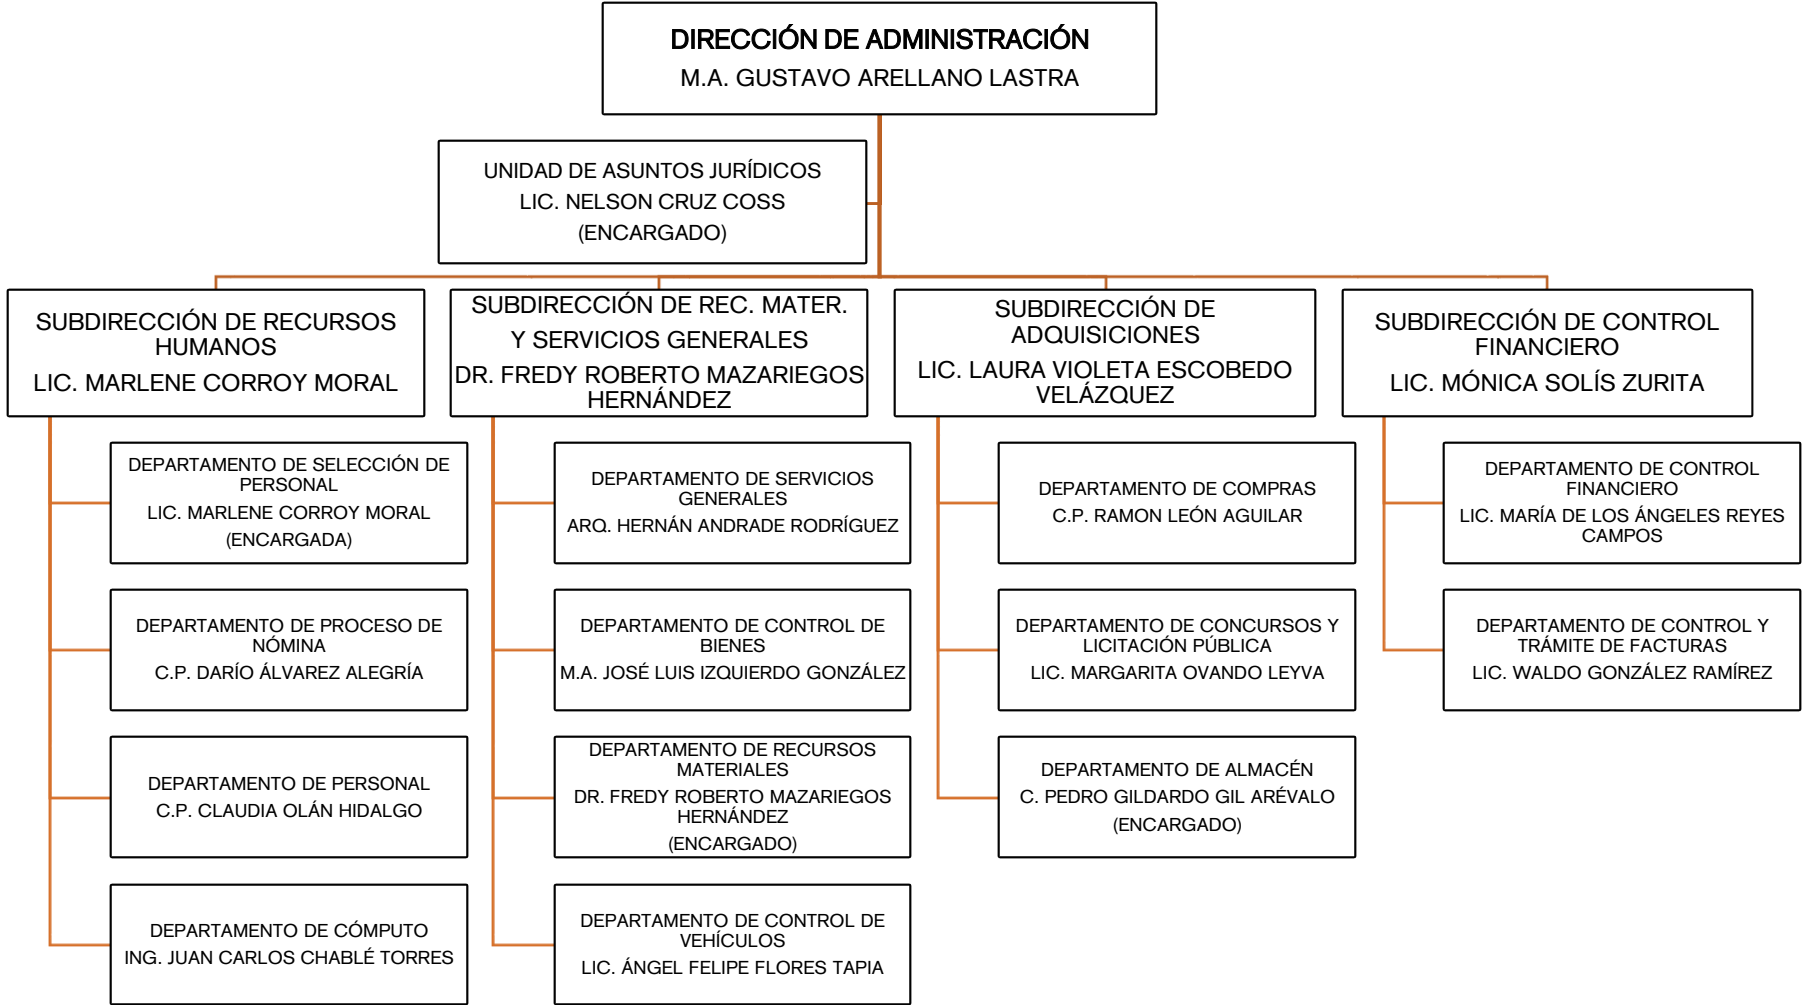 DIRECCIÓN DE ADMINISTRACIÓN
M.A. GUSTAVO ARELLANO LASTRA
UNIDAD DE ASUNTOS JURÍDICOS
LIC. NELSON CRUZ COSS
(ENCARGADO)
SUBDIRECCIÓN DE RECURSOS
HUMANOS
LIC. MARLENE CORROY MORAL
SUBDIRECCIÓN DE REC. MATER.
Y SERVICIOS GENERALES
DR. FREDY ROBERTO MAZARIEGOS
HERNÁNDEZ
SUBDIRECCIÓN DE
ADQUISICIONES
LIC. LAURA VIOLETA ESCOBEDO
VELÁZQUEZ
SUBDIRECCIÓN DE CONTROL
FINANCIERO
LIC. MÓNICA SOLÍS ZURITA
DEPARTAMENTO DE SELECCIÓN DE
PERSONAL
LIC. MARLENE CORROY MORAL
(ENCARGADA)
DEPARTAMENTO DE PROCESO DE
NÓMINA
C.P. DARÍO ÁLVAREZ ALEGRÍA
DEPARTAMENTO DE PERSONAL
C.P. CLAUDIA OLÁN HIDALGO
DEPARTAMENTO DE CÓMPUTO
ING. JUAN CARLOS CHABLÉ TORRES
DEPARTAMENTO DE SERVICIOS
GENERALES
ARQ. HERNÁN ANDRADE RODRÍGUEZ
DEPARTAMENTO DE CONTROL DE
BIENES
M.A. JOSÉ LUIS IZQUIERDO GONZÁLEZ
DEPARTAMENTO DE RECURSOS
MATERIALES
DR. FREDY ROBERTO MAZARIEGOS
HERNÁNDEZ
(ENCARGADO)
DEPARTAMENTO DE CONTROL DE
VEHÍCULOS
LIC. ÁNGEL FELIPE FLORES TAPIA
DEPARTAMENTO DE COMPRAS
C.P. RAMON LEÓN AGUILAR
DEPARTAMENTO DE CONCURSOS Y
LICITACIÓN PÚBLICA
LIC. MARGARITA OVANDO LEYVA
DEPARTAMENTO DE ALMACÉN
C. PEDRO GILDARDO GIL ARÉVALO
(ENCARGADO)
DEPARTAMENTO DE CONTROL
FINANCIERO
LIC. MARÍA DE LOS ÁNGELES REYES
CAMPOS
DEPARTAMENTO DE CONTROL Y
TRÁMITE DE FACTURAS
LIC. WALDO GONZÁLEZ RAMÍREZ